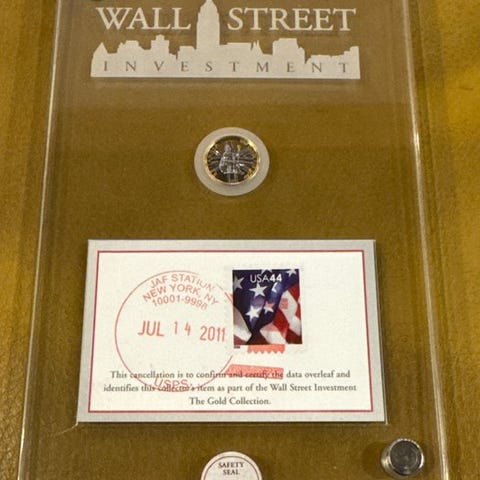 WALL STREET
INVESTMENT
JAF STATION
NEW YORK, NY
10001-9998
JUL 14 2011
USPS
USA 44
This cancellation is to confirm and certify the data overleaf and
identifies this collector's item as part of the Wall Street Investment
The Gold Collection.
SAFETY
SEAL